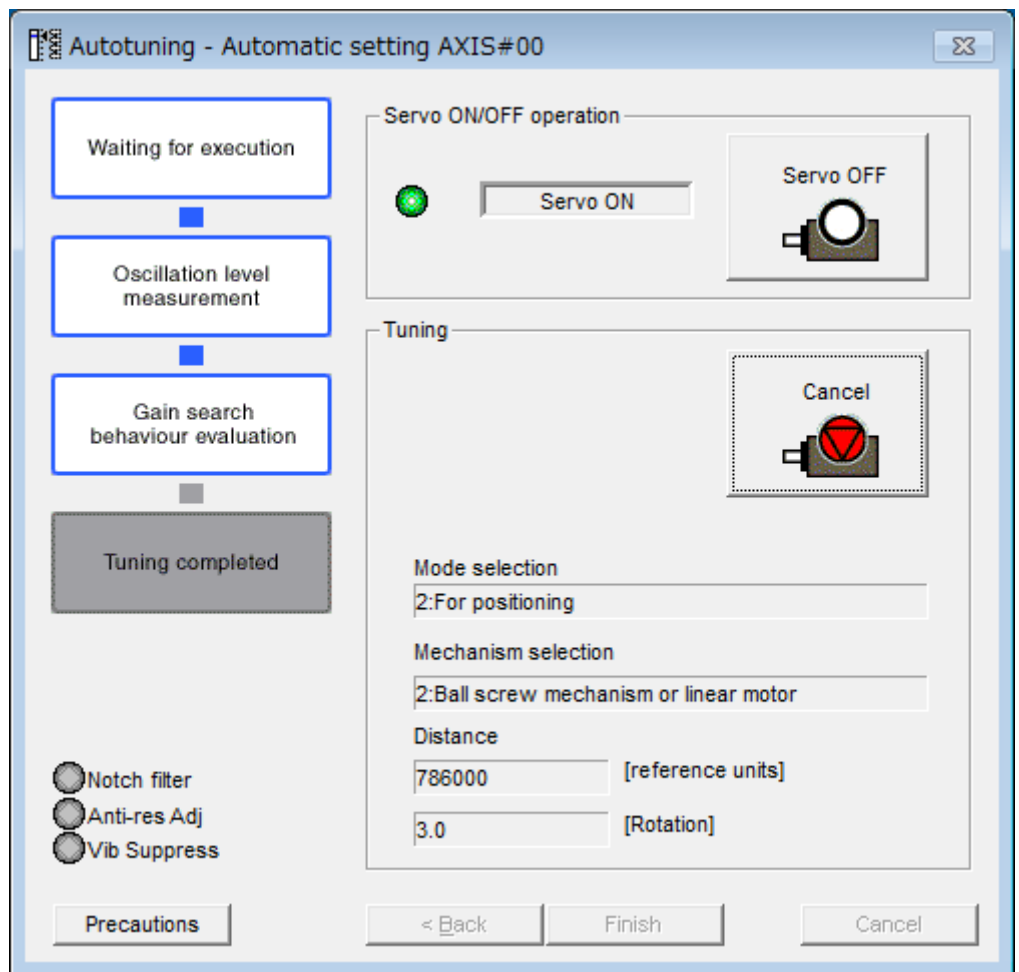 Autotuning - Automatic setting AXIS#00
Waiting for execution
Oscillation level
measurement
Gain search
behaviour evaluation
Tuning completed
Notch filter
Anti-res Adj
Vib Suppress
Servo ON/OFF operation
Servo ON
Servo OFF
Tuning
Cancel
Mode selection
2:For positioning
Mechanism selection
2:Ball screw mechanism or linear motor
Distance
786000 [reference units]
3.0 [Rotation]
Precautions
< Back
Finish
Cancel